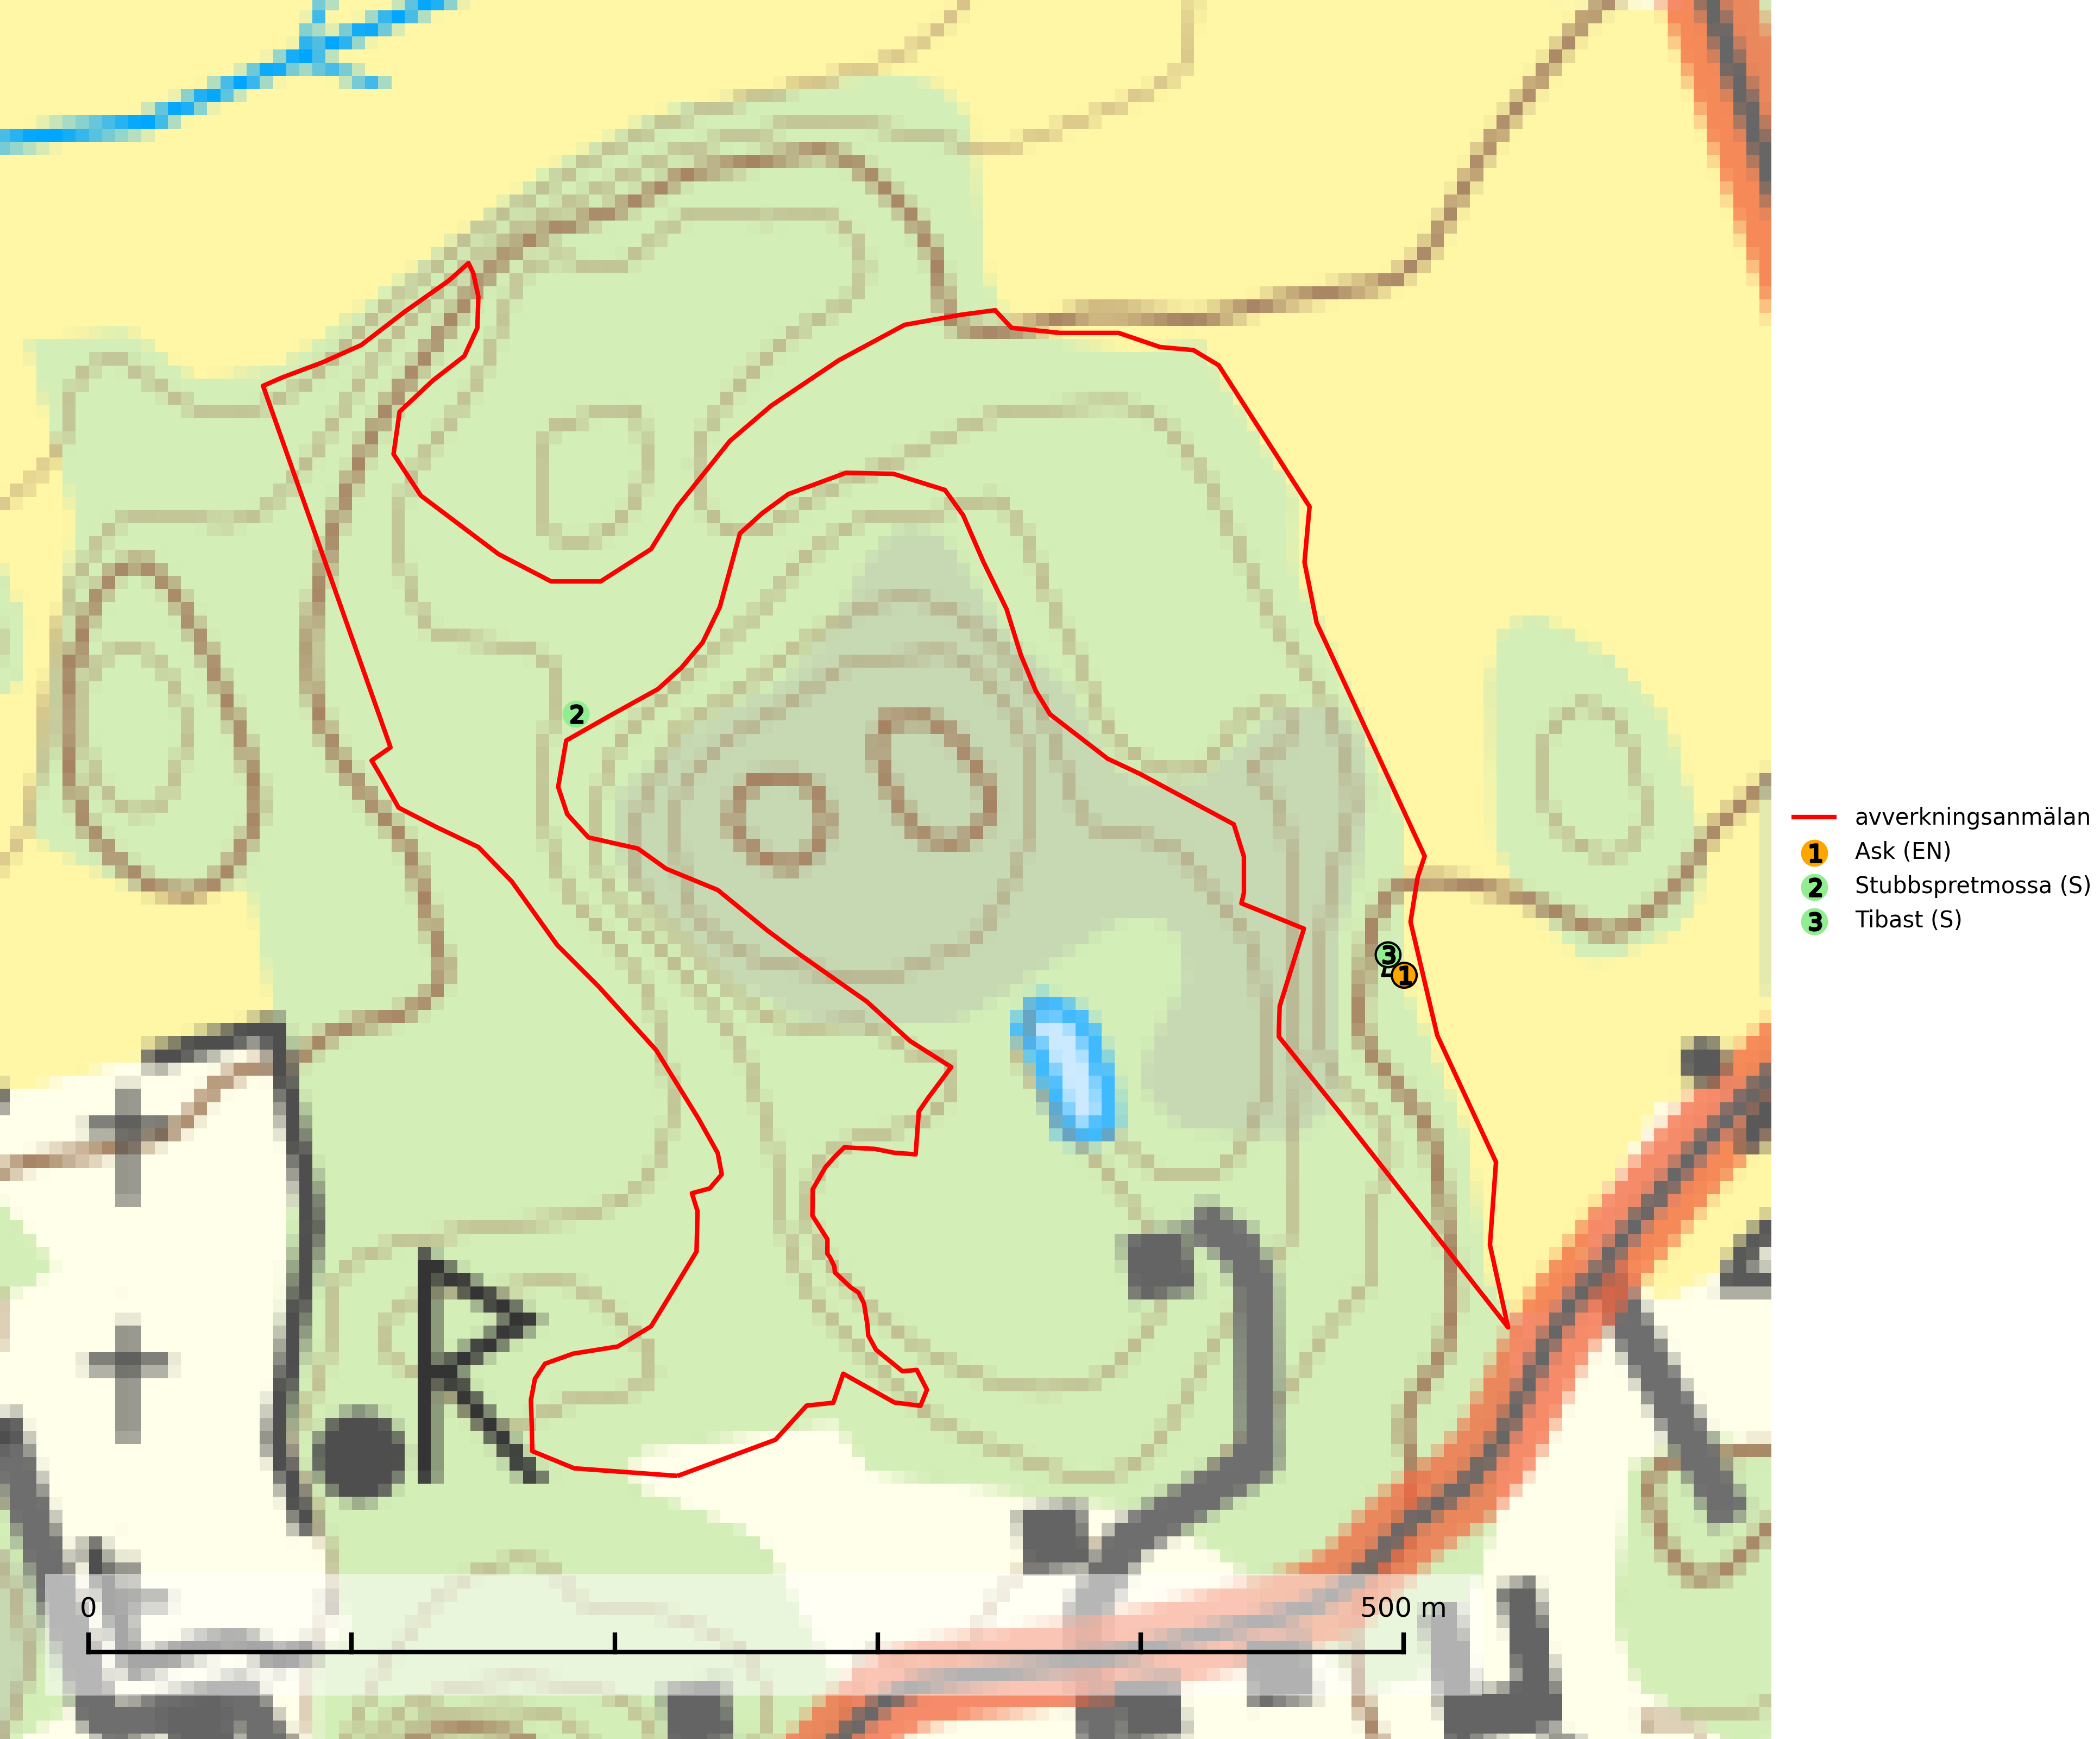 2
3
1
R
0
500 m
avverkningsanmälan
1 Ask (EN)
2 Stubbspretmossa (S)
3 Tibast (S)